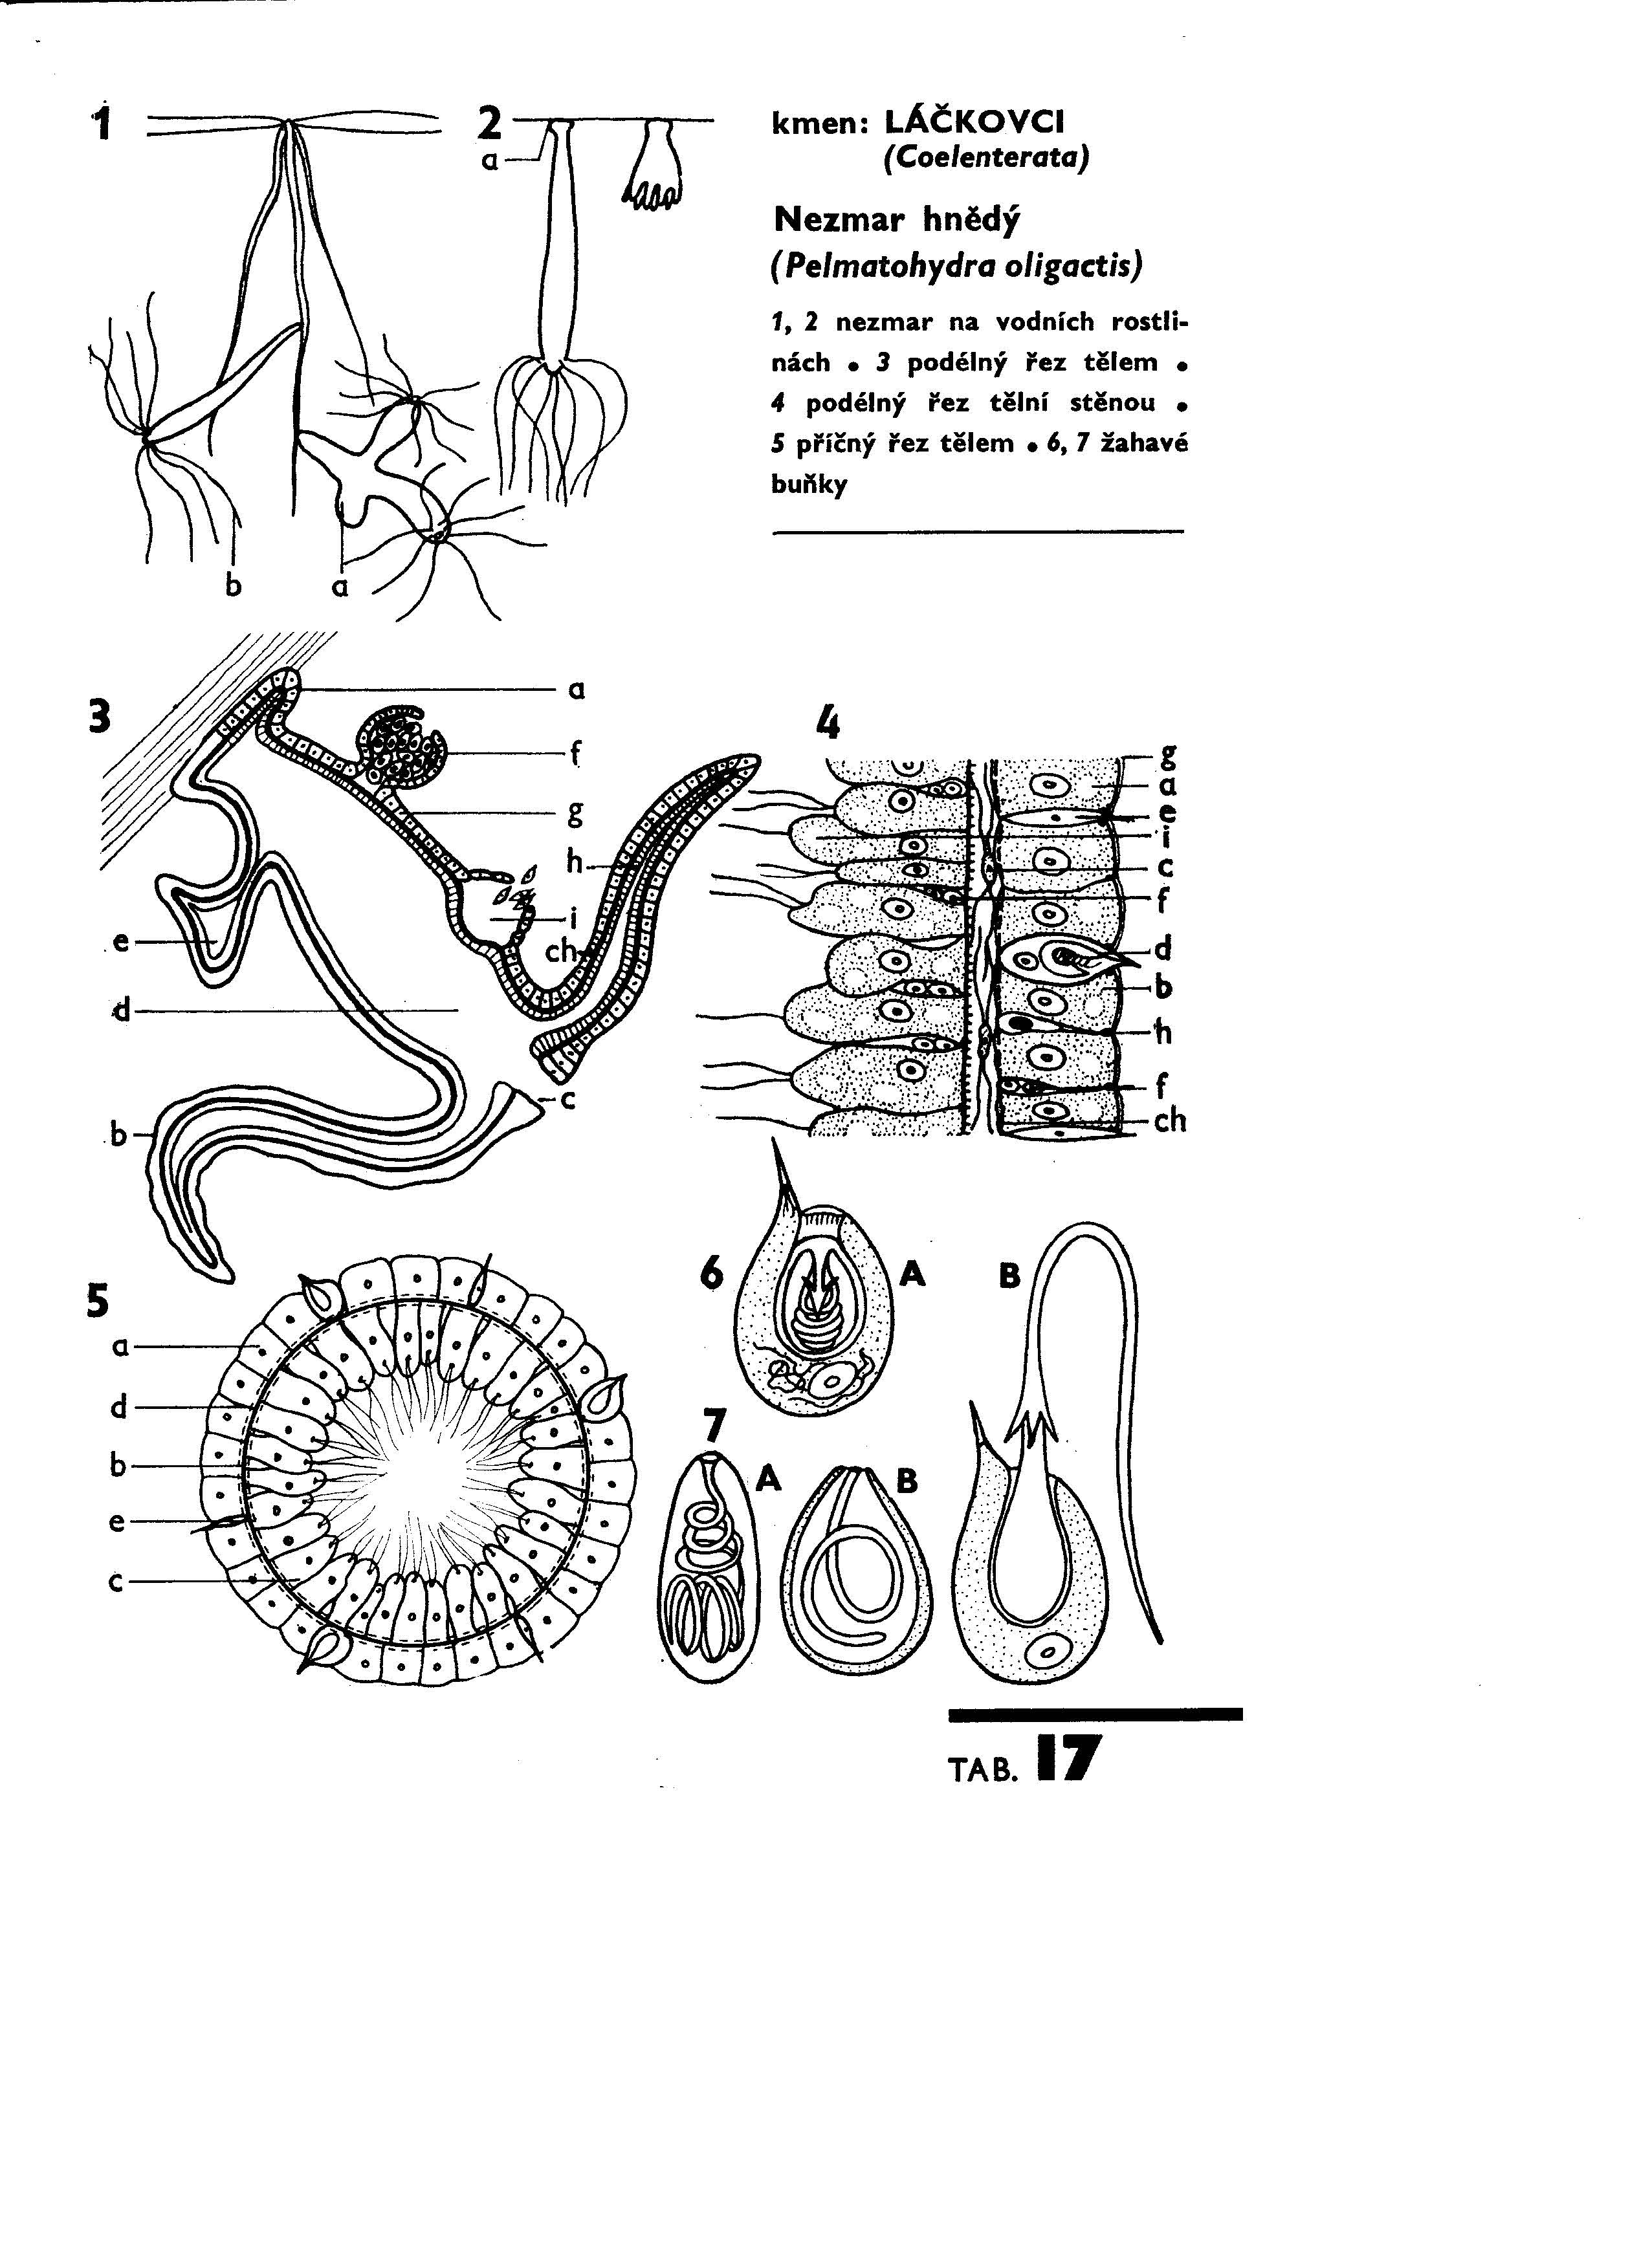 1
2
a
kmen: LÁČKOVCI
(Coelenterata)
Nezmar hnědý
(Pelmatohydra oligactis)
1, 2 nezmar na vodních rostli-
nách • 3 podélný řez tělem •
4 podélný řez tělní stěnou •
5 příčný řez tělem • 6, 7 žahavé
buňky
b
a
3
a
f
g
h
i
ch
e
d
c
b
4
g
a
e
i
c
f
d
b
h
f
ch
5
a
d
b
e
c
6
A
B
7
A
B
TAB. 17